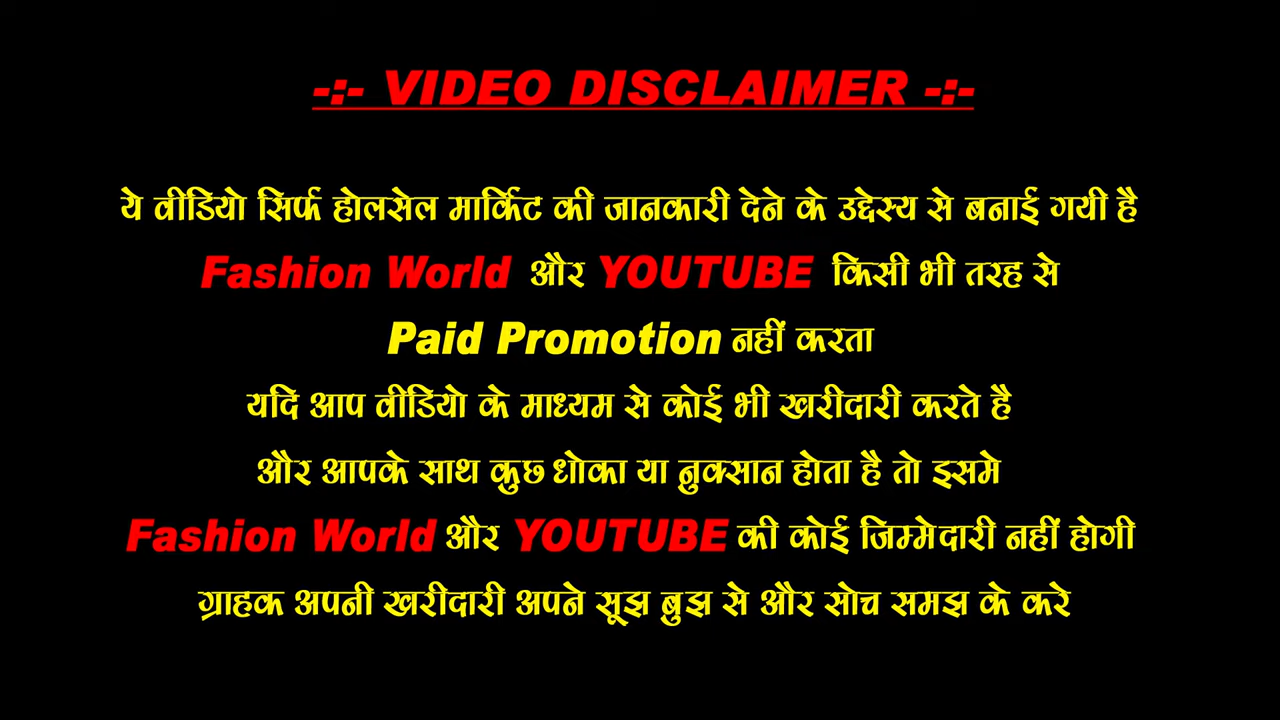 -:- VIDEO DISCLAIMER -:-
ये वीडियो सिर्फ होलसेल मार्किट की जानकारी देने के उद्देस्य से बनाई गयी है
Fashion World और YOUTUBE किसी भी तरह से
Paid Promotion नहीं करता
यदि आप वीडियो के माध्यम से कोई भी खरीदारी करते है
और आपके साथ कुछ धोका या नुक्सान होता है तो इसमे
Fashion World और YOUTUBE की कोई जिम्मेदारी नहीं होगी
ग्राहक अपनी खरीदारी अपने सूझ बुझ से और सोच समझ के करे